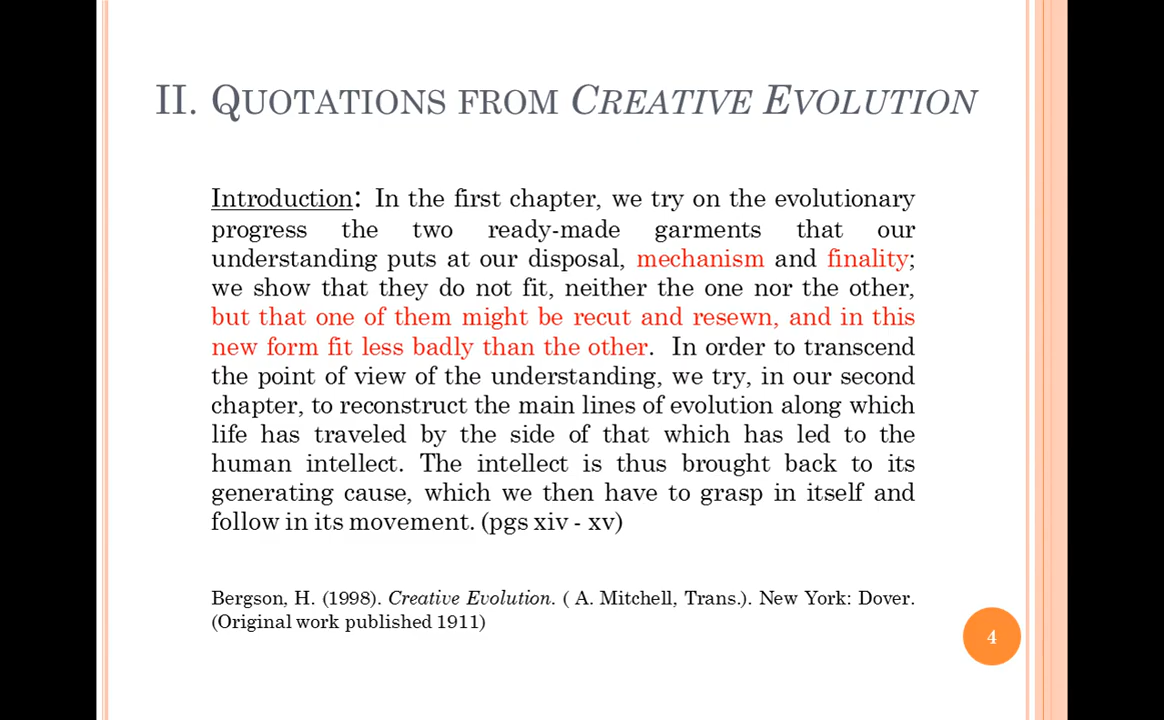 II. Quotations from Creative Evolution
Introduction: In the first chapter, we try on the evolutionary
progress the two ready-made garments that our
understanding puts at our disposal, mechanism and finality;
we show that they do not fit, neither the one nor the other,
but that one of them might be recut and resewn, and in this
new form fit less badly than the other. In order to transcend
the point of view of the understanding, we try, in our second
chapter, to reconstruct the main lines of evolution along which
life has traveled by the side of that which has led to the
human intellect. The intellect is thus brought back to its
generating cause, which we then have to grasp in itself and
follow in its movement. (pgs xiv - xv)
Bergson, H. (1998). Creative Evolution. ( A. Mitchell, Trans.). New York: Dover.
(Original work published 1911)
4